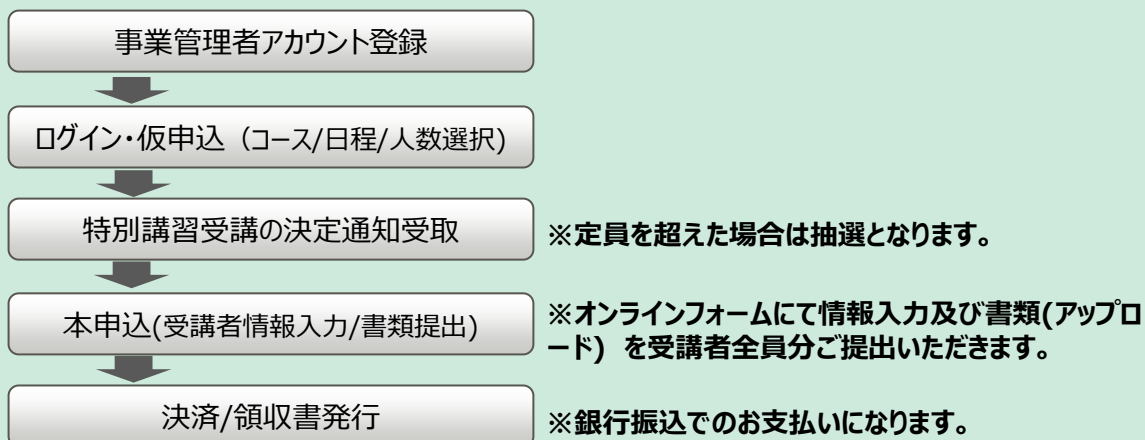 事業管理者アカウント登録
ログイン・仮申込（コース/日程/人数選択)
特別講習受講の決定通知受取
※定員を超えた場合は抽選となります。
本申込(受講者情報入力/書類提出)
※オンラインフォームにて情報入力及び書類(アップロ
ード) を受講者全員分ご提出いただきます。
決済/領収書発行
※銀行振込でのお支払いになります。